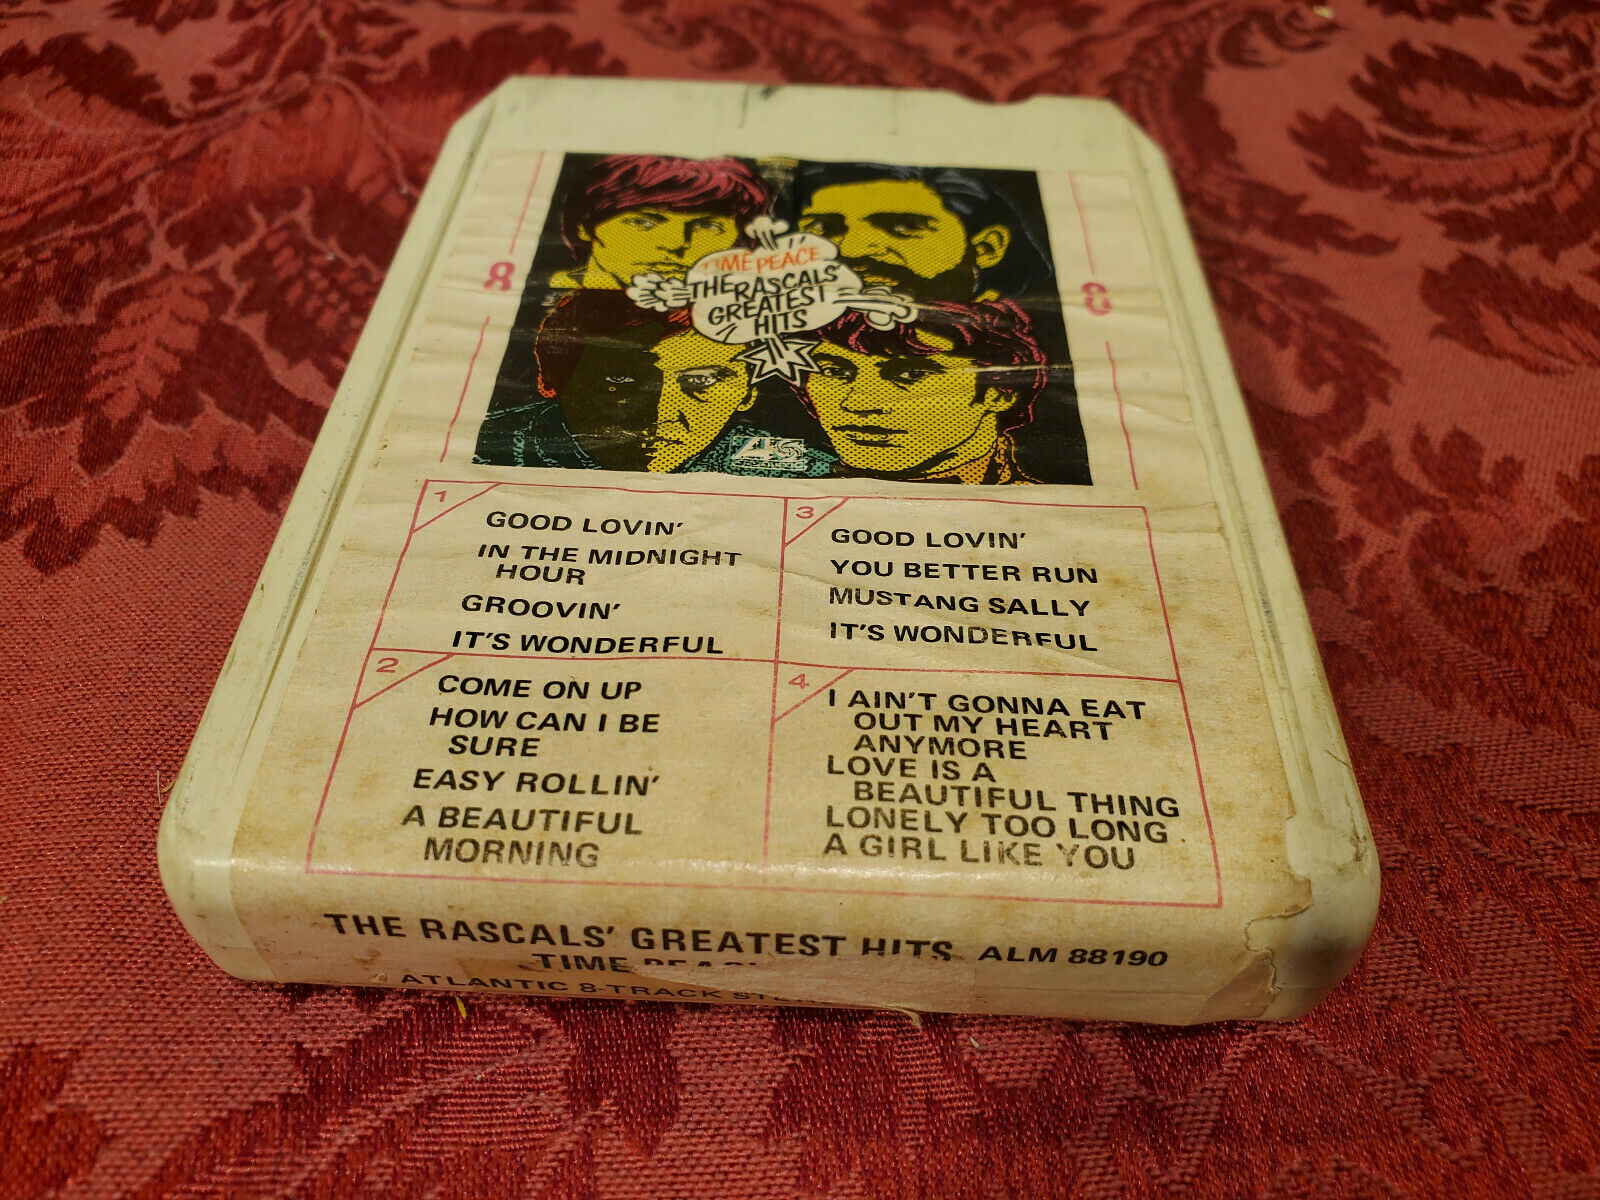 TIME PEACE
THE RASCALS'
GREATEST
HITS
8
8
1
GOOD LOVIN'
IN THE MIDNIGHT
HOUR
GROOVIN'
IT'S WONDERFUL
2
COME ON UP
HOW CAN I BE
SURE
EASY ROLLIN'
A BEAUTIFUL
MORNING
3
GOOD LOVIN'
YOU BETTER RUN
MUSTANG SALLY
IT'S WONDERFUL
4
I AIN'T GONNA EAT
OUT MY HEART
ANYMORE
LOVE IS A
BEAUTIFUL THING
LONELY TOO LONG
A GIRL LIKE YOU
THE RASCALS' GREATEST HITS ALM 88190
TIME
ATLANTIC 8-TRACK